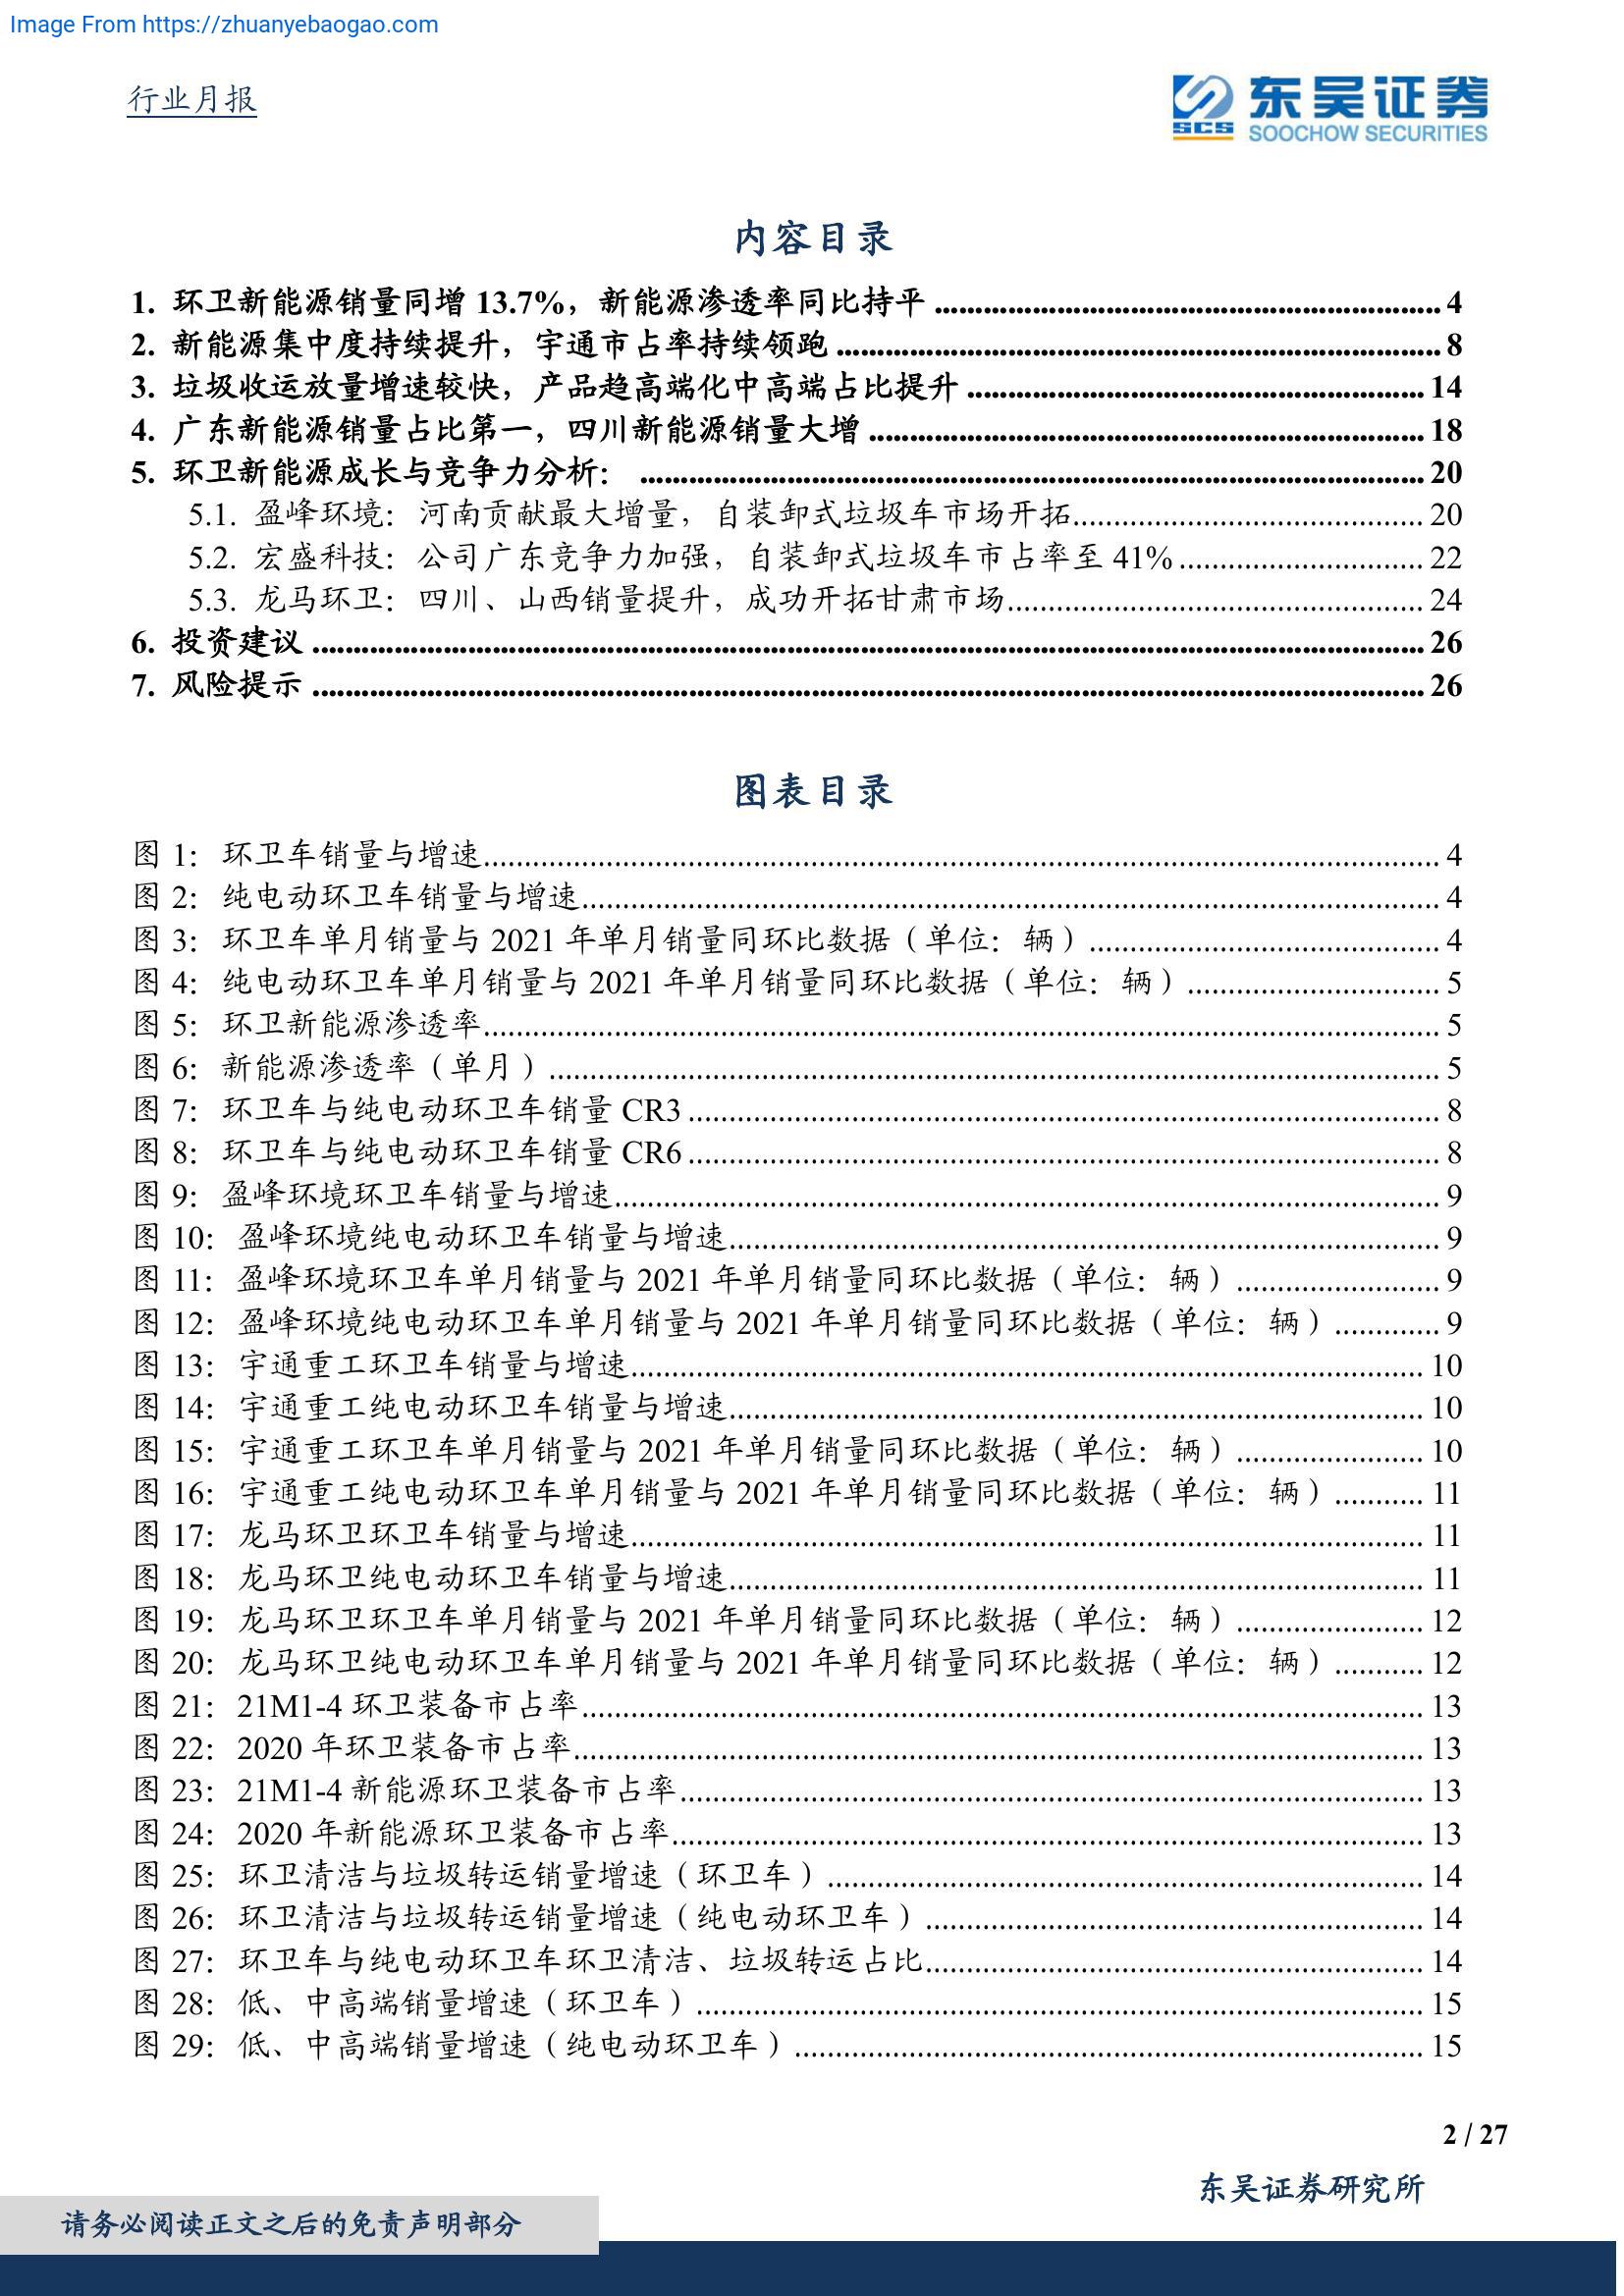 Image From https://zhuanyebaogao.com
行业月报
SCS 东吴证券
SOOCHOW SECURITIES
内容目录
1. 环卫新能源销量同增 13.7%，新能源渗透率同比持平 ........ 4
2. 新能源集中度持续提升，宇通市占率持续领跑 ........ 8
3. 垃圾收运放量增速较快，产品趋高端化中高端占比提升 ........ 14
4. 广东新能源销量占比第一，四川新能源销量大增 ........ 18
5. 环卫新能源成长与竞争力分析： ........ 20
5.1. 盈峰环境：河南贡献最大增量，自装卸式垃圾车市场开拓........ 20
5.2. 宏盛科技：公司广东竞争力加强，自装卸式垃圾车市占率至 41% ........ 22
5.3. 龙马环卫：四川、山西销量提升，成功开拓甘肃市场........ 24
6. 投资建议 ........ 26
7. 风险提示 ........ 26
图表目录
图 1：环卫车销量与增速........ 4
图 2：纯电动环卫车销量与增速........ 4
图 3：环卫车单月销量与 2021 年单月销量同环比数据（单位：辆） ........ 4
图 4：纯电动环卫车单月销量与 2021 年单月销量同环比数据（单位：辆） ........ 5
图 5：环卫新能源渗透率........ 5
图 6：新能源渗透率（单月） ........ 5
图 7：环卫车与纯电动环卫车销量 CR3 ........ 8
图 8：环卫车与纯电动环卫车销量 CR6 ........ 8
图 9：盈峰环境环卫车销量与增速........ 9
图 10：盈峰环境纯电动环卫车销量与增速........ 9
图 11：盈峰环境环卫车单月销量与 2021 年单月销量同环比数据（单位：辆） ........ 9
图 12：盈峰环境纯电动环卫车单月销量与 2021 年单月销量同环比数据（单位：辆） ........ 9
图 13：宇通重工环卫车销量与增速........ 10
图 14：宇通重工纯电动环卫车销量与增速........ 10
图 15：宇通重工环卫车单月销量与 2021 年单月销量同环比数据（单位：辆） ........ 10
图 16：宇通重工纯电动环卫车单月销量与 2021 年单月销量同环比数据（单位：辆） ........ 11
图 17：龙马环卫环卫车销量与增速........ 11
图 18：龙马环卫纯电动环卫车销量与增速........ 11
图 19：龙马环卫环卫车单月销量与 2021 年单月销量同环比数据（单位：辆） ........ 12
图 20：龙马环卫纯电动环卫车单月销量与 2021 年单月销量同环比数据（单位：辆） ........ 12
图 21：21M1-4 环卫装备市占率........ 13
图 22：2020 年环卫装备市占率........ 13
图 23：21M1-4 新能源环卫装备市占率........ 13
图 24：2020 年新能源环卫装备市占率........ 13
图 25：环卫清洁与垃圾转运销量增速（环卫车） ........ 14
图 26：环卫清洁与垃圾转运销量增速（纯电动环卫车） ........ 14
图 27：环卫车与纯电动环卫车环卫清洁、垃圾转运占比........ 14
图 28：低、中高端销量增速（环卫车） ........ 15
图 29：低、中高端销量增速（纯电动环卫车） ........ 15
2 / 27
东吴证券研究所
请务必阅读正文之后的免责声明部分